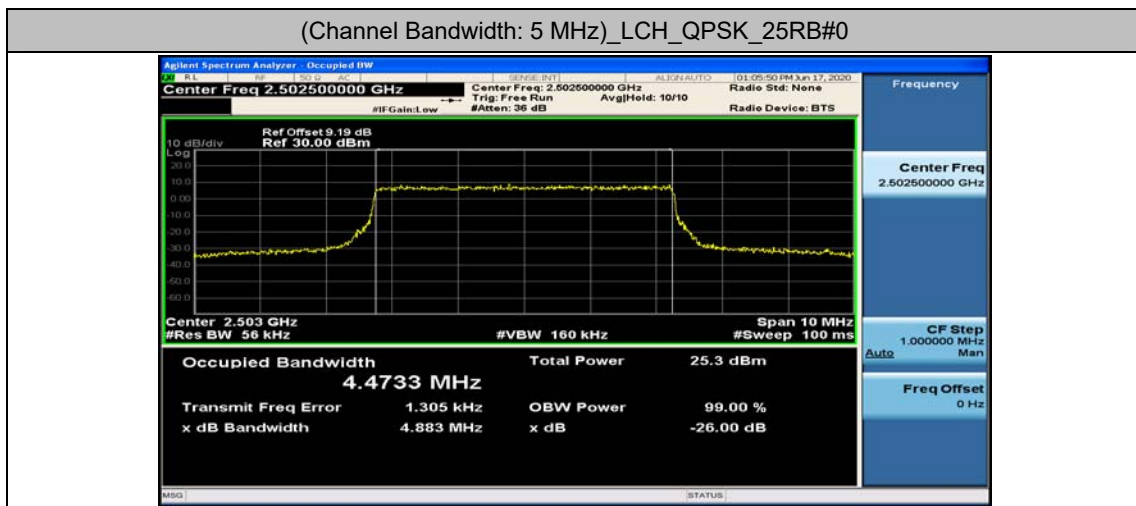 (Channel Bandwidth: 5 MHz)_LCH_QPSK_25RB#0
Agilent Spectrum Analyzer - Occupied BW
LXI RL RF 50 Ω AC SENSE:INT ALIGN AUTO 01:05:50 PM Jun 17, 2020
Center Freq 2.502500000 GHz
Center Freq: 2.502500000 GHz
Radio Std: None
Trig: Free Run Avg|Hold: 10/10
#IFGain:Low #Atten: 36 dB Radio Device: BTS
Ref Offset 9.19 dB
10 dB/div Ref 30.00 dBm
Log
20.0
10.0
0.00
-10.0
-20.0
-30.0
-40.0
-50.0
-60.0
Center 2.503 GHz Span 10 MHz
#Res BW 56 kHz #VBW 160 kHz #Sweep 100 ms
Occupied Bandwidth Total Power 25.3 dBm
4.4733 MHz
Transmit Freq Error 1.305 kHz OBW Power 99.00 %
x dB Bandwidth 4.883 MHz x dB -26.00 dB
MSG STATUS
Frequency
Center Freq
2.502500000 GHz
CF Step
1.000000 MHz
Auto Man
Freq Offset
0 Hz